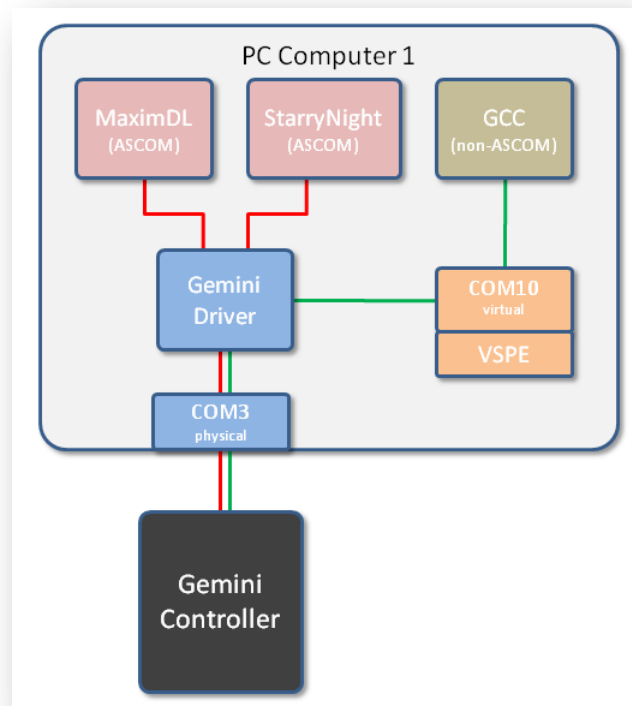 PC Computer 1
MaximDL
(ASCOM)
StarryNight
(ASCOM)
GCC
(non-ASCOM)
Gemini
Driver
COM10
virtual
VSPE
COM3
physical
Gemini
Controller